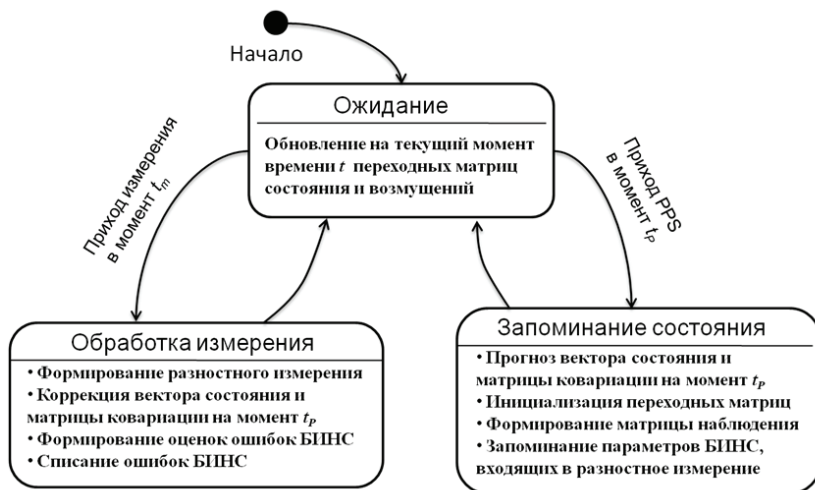 Начало
Ожидание
Обновление на текущий момент
времени t переходных матриц
состояния и возмущений
Приход измерения
в момент tm
Приход PPS
в момент tP
Обработка измерения
• Формирование разностного измерения
• Коррекция вектора состояния и
матрицы ковариации на момент tP
• Формирование оценок ошибок БИНС
• Списание ошибок БИНС
Запоминание состояния
• Прогноз вектора состояния и
матрицы ковариации на момент tP
• Инициализация переходных матриц
• Формирование матрицы наблюдения
• Запоминание параметров БИНС,
входящих в разностное измерение